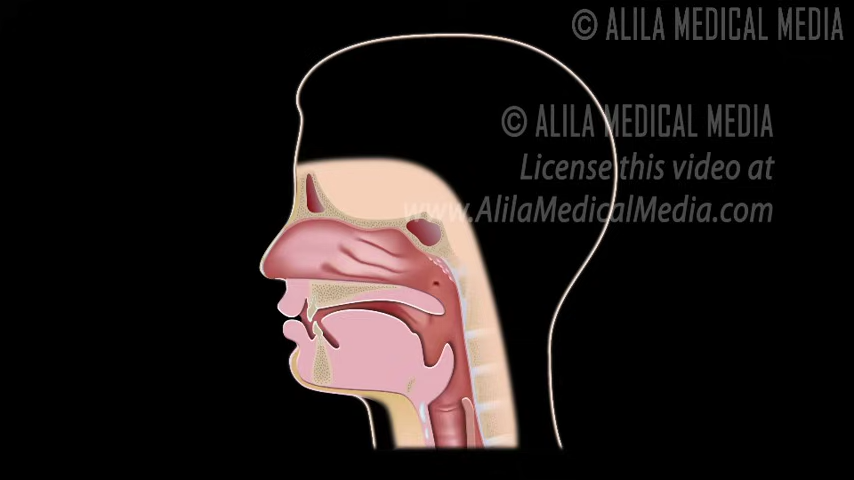 © ALILA MEDICAL MEDIA
© ALILA MEDICAL MEDIA
License this video at
www.AlilaMedicalMedia.com